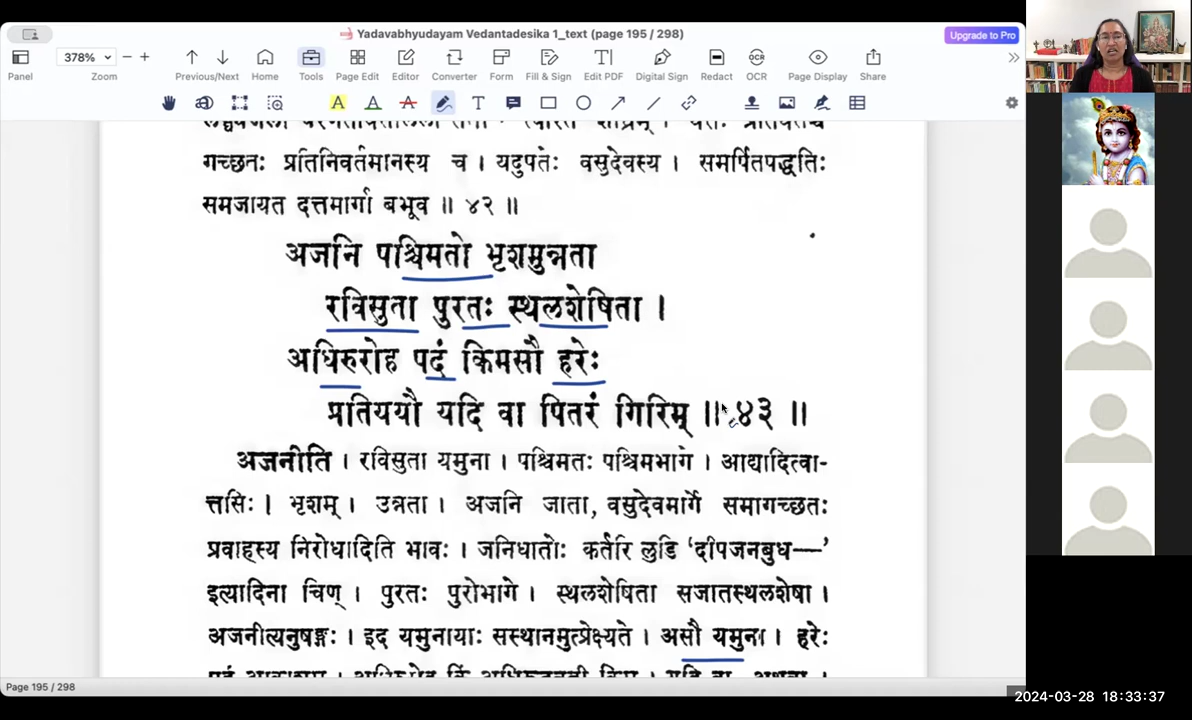 Yadavabhyudayam Vedantadesika 1_text (page 195 / 298)
Upgrade to Pro
378%
Panel Zoom Previous/Next Home Tools Page Edit Editor Converter Form Fill & Sign Edit PDF Digital Sign Redact OCR Page Display Share
गच्छतः प्रतिनिवर्तमानस्य च । यदुपतेः वसुदेवस्य । समर्पितपद्धतिः
समजायत दत्तमार्गा बभूव ॥ ४२ ॥
अजनि पश्चिमतो भृशमुन्नता
रविसुता पुरतः स्थलशेषिता ।
अधिरुरोह पदं किमसौ हरेः
प्रतिययौ यदि वा पितरं गिरिम् ॥ ४३ ॥
अजनीति । रविसुता यमुना । पश्चिमतः पश्चिमभागे । आद्यादित्वा-
त्तसिः । भृशम् । उन्नता । अजनि जाता, वसुदेवमार्गे समागच्छतः
प्रवाहस्य निरोधादिति भावः । जनिधातोः कर्तरि लुङि ‘दीपजनबुध—’
इत्यादिना चिण् । पुरतः पुरोभागे । स्थलशेषिता सजातस्थलशेषा ।
अजनीत्यनुषङ्गः । इद यमुनायाः सस्थानमुत्प्रेक्ष्यते । असौ यमुना । हरेः
Page 195 / 298
2024-03-28 18:33:37